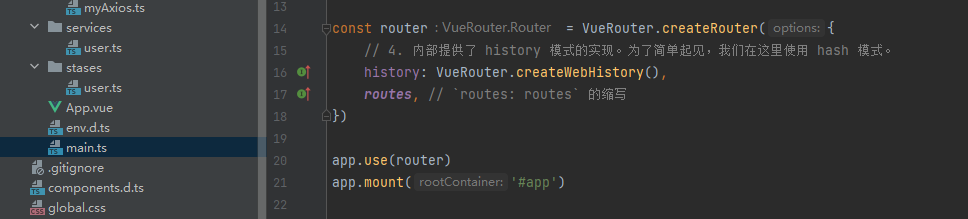 myAxios.ts
services
user.ts
stases
user.ts
App.vue
env.d.ts
main.ts
.gitignore
components.d.ts
global.css
13
14 const router : VueRouter.Router = VueRouter.createRouter( options: {
15 // 4. 内部提供了 history 模式的实现。为了简单起见，我们在这里使用 hash 模式。
16 history: VueRouter.createWebHistory(),
17 routes, // `routes: routes` 的缩写
18 })
19
20 app.use(router)
21 app.mount( rootContainer: '#app')
22